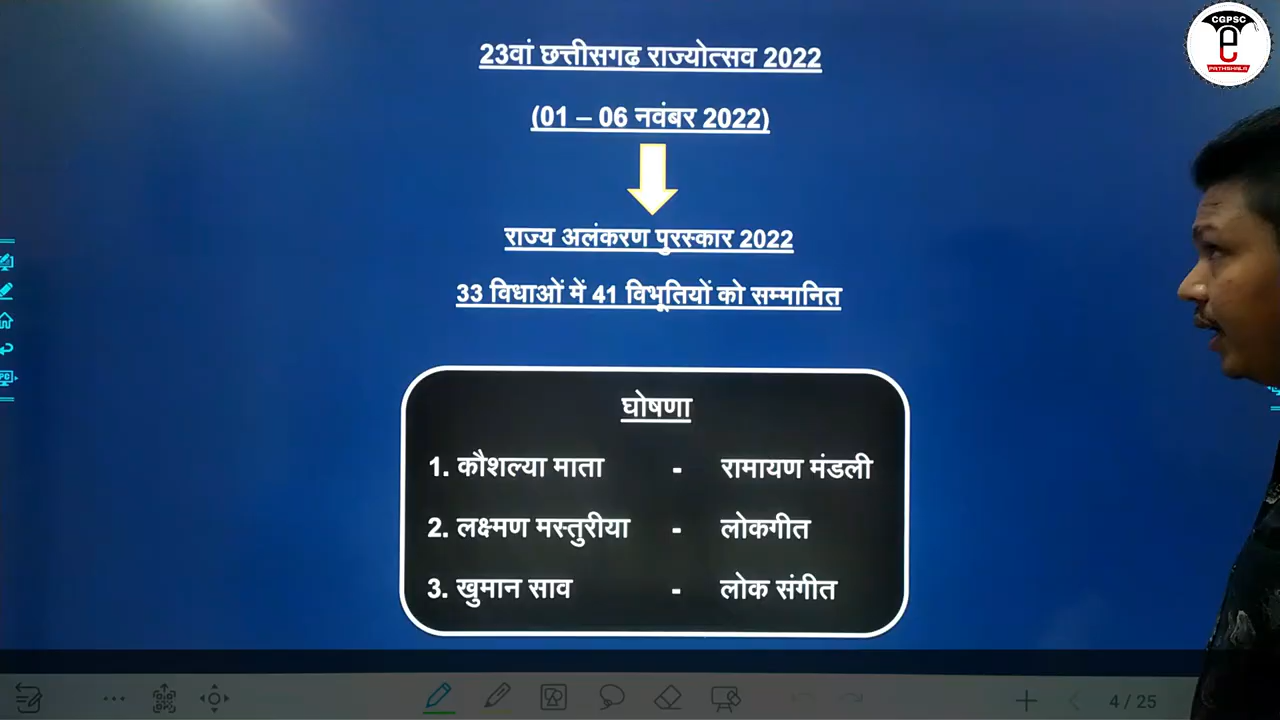 CGPSC
e
PATHSHALA
23वां छत्तीसगढ राज्योत्सव 2022
(01 – 06 नवंबर 2022)
राज्य अलंकरण पुरस्कार 2022
33 विधाओं में 41 विभूतियों को सम्मानित
घोषणा
1. कौशल्या माता - रामायण मंडली
2. लक्ष्मण मस्तुरीया - लोकगीत
3. खुमान साव - लोक संगीत
4 / 25